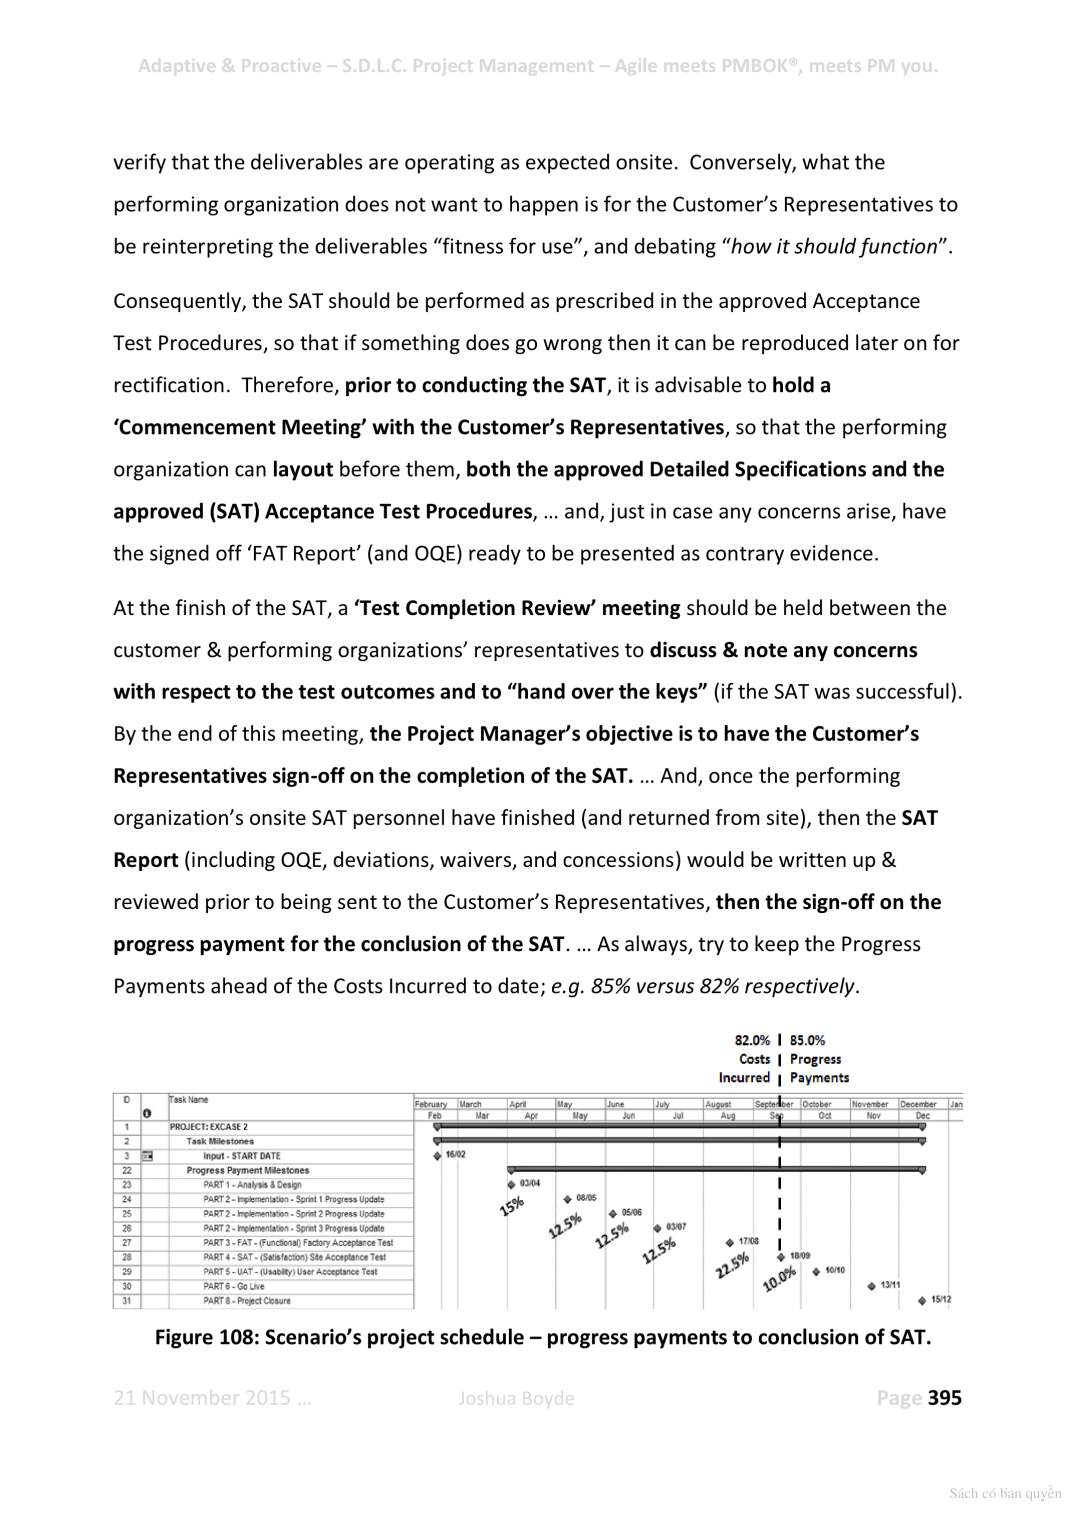 Adaptive & Proactive – S.D.L.C. Project Management – Agile meets PMBOK®, meets PM you.
verify that the deliverables are operating as expected onsite.  Conversely, what the
performing organization does not want to happen is for the Customer’s Representatives to
be reinterpreting the deliverables “fitness for use”, and debating “how it should function”.
Consequently, the SAT should be performed as prescribed in the approved Acceptance
Test Procedures, so that if something does go wrong then it can be reproduced later on for
rectification.  Therefore, prior to conducting the SAT, it is advisable to hold a
‘Commencement Meeting’ with the Customer’s Representatives, so that the performing
organization can layout before them, both the approved Detailed Specifications and the
approved (SAT) Acceptance Test Procedures, … and, just in case any concerns arise, have
the signed off ‘FAT Report’ (and OQE) ready to be presented as contrary evidence.
At the finish of the SAT, a ‘Test Completion Review’ meeting should be held between the
customer & performing organizations’ representatives to discuss & note any concerns
with respect to the test outcomes and to “hand over the keys” (if the SAT was successful).
By the end of this meeting, the Project Manager’s objective is to have the Customer’s
Representatives sign-off on the completion of the SAT. … And, once the performing
organization’s onsite SAT personnel have finished (and returned from site), then the SAT
Report (including OQE, deviations, waivers, and concessions) would be written up &
reviewed prior to being sent to the Customer’s Representatives, then the sign-off on the
progress payment for the conclusion of the SAT. … As always, try to keep the Progress
Payments ahead of the Costs Incurred to date; e.g. 85% versus 82% respectively.
82.0% 85.0%
Costs Progress
Incurred Payments
ID Task Name February March April May June July August September October November December Jan
Feb Mar Apr May Jun Jul Aug Sep Oct Nov Dec
1 PROJECT: EXCASE 2
2 Task Milestones
3 Input - START DATE 16/02
22 Progress Payment Milestones
23 PART 1 - Analysis & Design 03/04 15%
24 PART 2 - Implementation - Sprint 1 Progress Update 08/05 12.5%
25 PART 2 - Implementation - Sprint 2 Progress Update 05/06 12.5%
26 PART 2 - Implementation - Sprint 3 Progress Update 03/07 12.5%
27 PART 3 - FAT - (Functional) Factory Acceptance Test 17/08 22.5%
28 PART 4 - SAT - (Satisfaction) Site Acceptance Test 18/09 10.0%
29 PART 5 - UAT - (Usability) User Acceptance Test 10/10
30 PART 6 - Go Live 13/11
31 PART 8 - Project Closure 15/12
Figure 108: Scenario’s project schedule – progress payments to conclusion of SAT.
21 November 2015 … Joshua Boyde Page 395
Sách có bản quyền